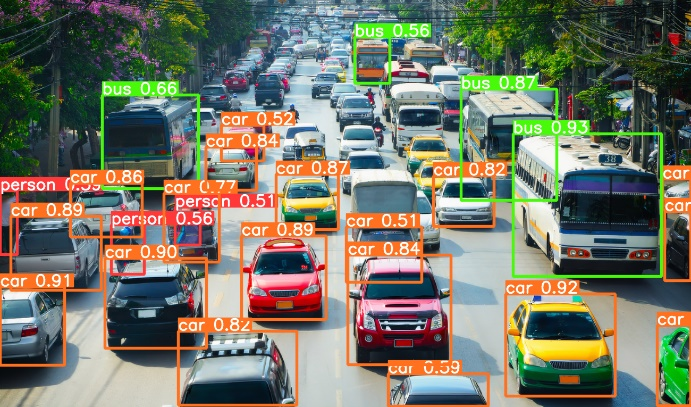 bus 0.56
bus 0.87
bus 0.66
car 0.52
bus 0.93
car 0.84
38
car 0.87
car 0.82
car
person
car 0.86
car 0.77
person 0.51
car 0.89
person 0.56
car 0.51
car
car 0.89
car 0.84
car 0.90
car 0.91
car 0.92
car
car 0.82
car 0.59